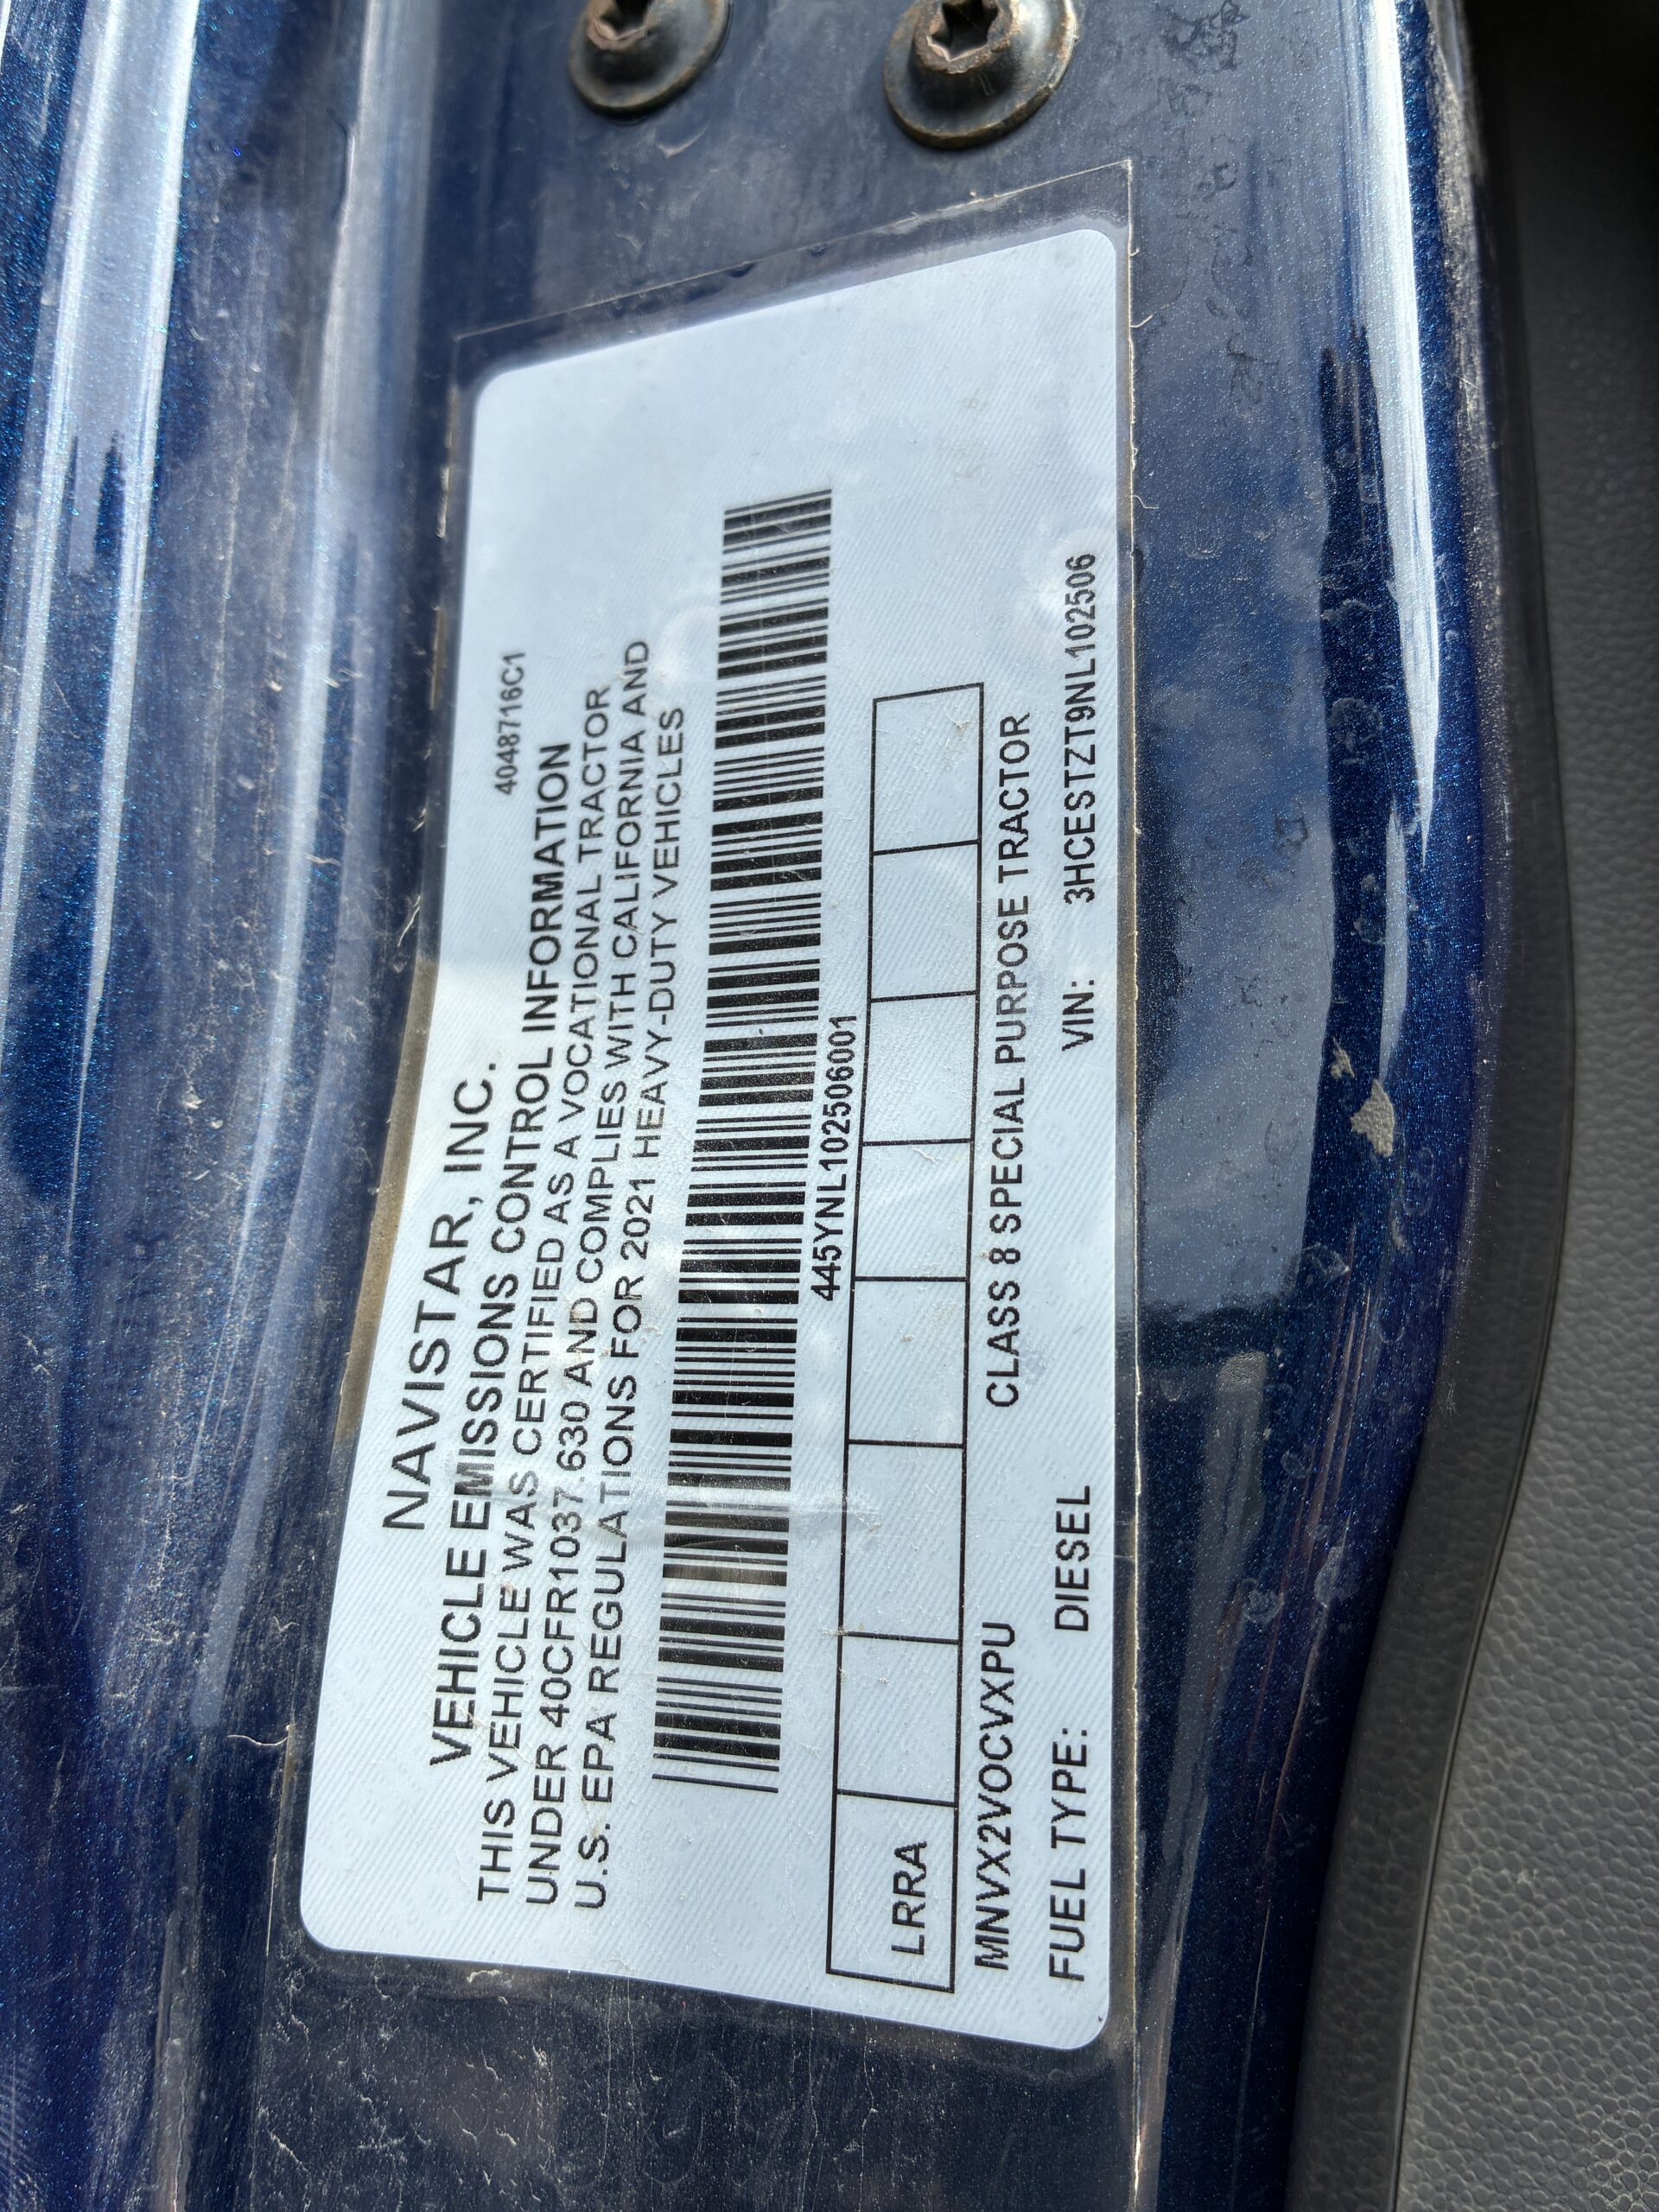 4048716C1
NAVISTAR, INC.
VEHICLE EMISSIONS CONTROL INFORMATION
THIS VEHICLE WAS CERTIFIED AS A VOCATIONAL TRACTOR
UNDER 40CFR1037.630 AND COMPLIES WITH CALIFORNIA AND
U.S. EPA REGULATIONS FOR 2021 HEAVY-DUTY VEHICLES
445YNL102506001
LRRA
MNVX2VOCVXPU CLASS 8 SPECIAL PURPOSE TRACTOR
FUEL TYPE: DIESEL VIN: 3HCESTZT9NL102506